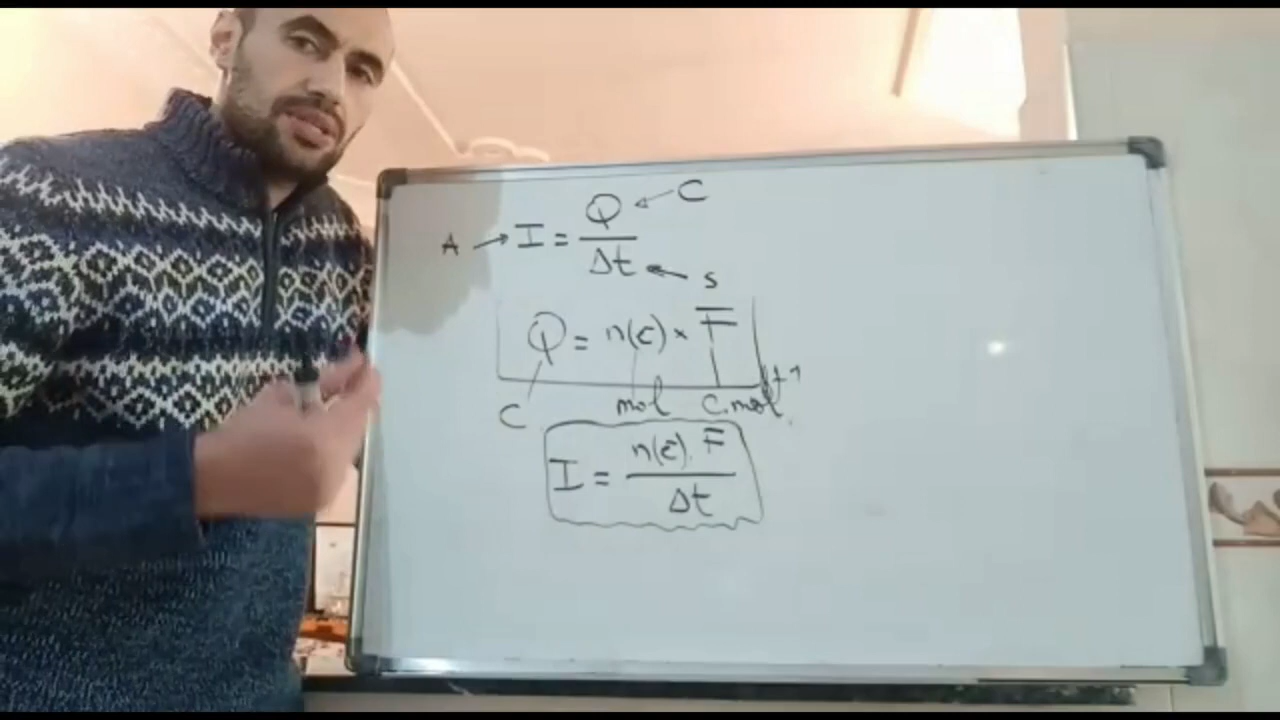 A → I = Q / Δt ← C ← s
Q = n(e⁻) × F
C mol C.mol⁻¹
I = n(e⁻). F / Δt